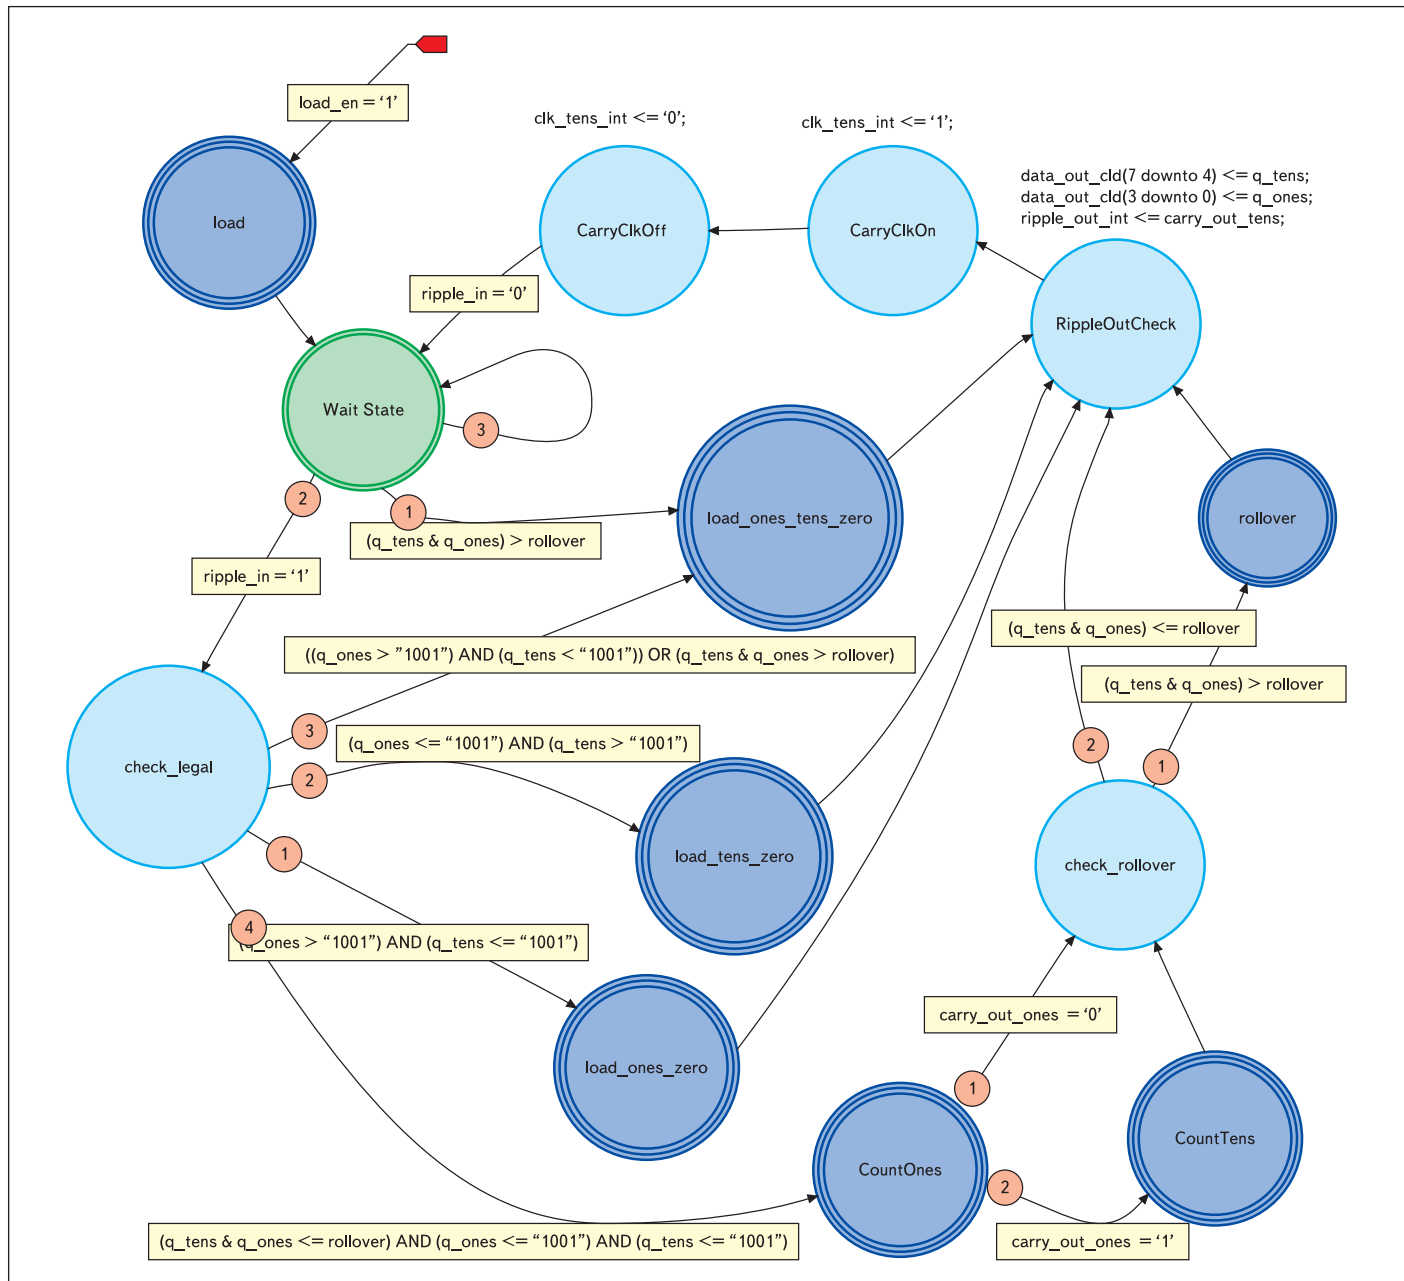 load_en = ‘1’
load
clk_tens_int <= ‘0’;
clk_tens_int <= ‘1’;
data_out_cld(7 downto 4) <= q_tens;
data_out_cld(3 downto 0) <= q_ones;
ripple_out_int <= carry_out_tens;
CarryClkOff
CarryClkOn
RippleOutCheck
ripple_in = ‘0’
Wait State
3
2
1
(q_tens & q_ones) > rollover
load_ones_tens_zero
rollover
ripple_in = ‘1’
(q_tens & q_ones) <= rollover
((q_ones > "1001”) AND (q_tens < “1001”)) OR (q_tens & q_ones > rollover)
(q_tens & q_ones) > rollover
3
(q_ones <= “1001”) AND (q_tens > “1001”)
2
1
check_legal
2
1
load_tens_zero
check_rollover
4
(q_ones > “1001”) AND (q_tens <= “1001”)
carry_out_ones = ‘0’
load_ones_zero
1
CountTens
CountOnes
2
(q_tens & q_ones <= rollover) AND (q_ones <= “1001”) AND (q_tens <= “1001”)
carry_out_ones = ‘1’